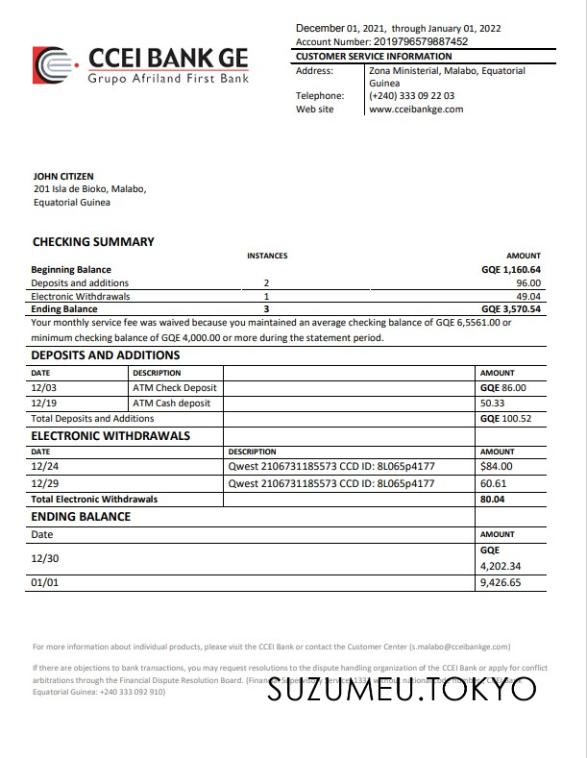 December 01, 2021, through January 01, 2022
Account Number: 2019796579887452
CUSTOMER SERVICE INFORMATION
CCEI BANK GE
Grupo Afriland First Bank
Address: Zona Ministerial, Malabo, Equatorial
Guinea
Telephone: (+240) 333 09 22 03
Web site www.cceibankge.com
JOHN CITIZEN
201 Isla de Bioko, Malabo,
Equatorial Guinea
CHECKING SUMMARY
INSTANCES AMOUNT
Beginning Balance GQE 1,160.64
Deposits and additions 2 96.00
Electronic Withdrawals 1 49.04
Ending Balance 3 GQE 3,570.54
Your monthly service fee was waived because you maintained an average checking balance of GQE 6,5561.00 or
minimum checking balance of GQE 4,000.00 or more during the statement period.
DEPOSITS AND ADDITIONS
DATE DESCRIPTION AMOUNT
12/03 ATM Check Deposit GQE 86.00
12/19 ATM Cash deposit 50.33
Total Deposits and Additions GQE 100.52
ELECTRONIC WITHDRAWALS
DATE DESCRIPTION AMOUNT
12/24 Qwest 2106731185573 CCD ID: 8L065p4177 $84.00
12/29 Qwest 2106731185573 CCD ID: 8L065p4177 60.61
Total Electronic Withdrawals 80.04
ENDING BALANCE
Date AMOUNT
12/30 GQE
4,202.34
01/01 9,426.65
For more information about individual products, please visit the CCEI Bank or contact the Customer Center (s.malabo@cceibankge.com)
If there are objections to bank transactions, you may request resolutions to the dispute handling organization of the CCEI Bank or apply for conflict
arbitrations through the Financial Dispute Resolution Board.
Equatorial Guinea: +240 333 092 910)
SUZUMEU.TOKYO